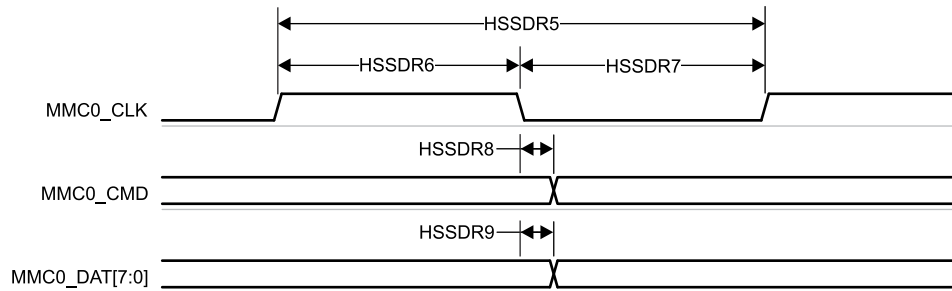 HSSDR5
HSSDR6
HSSDR7
MMC0_CLK
HSSDR8
MMC0_CMD
HSSDR9
MMC0_DAT[7:0]